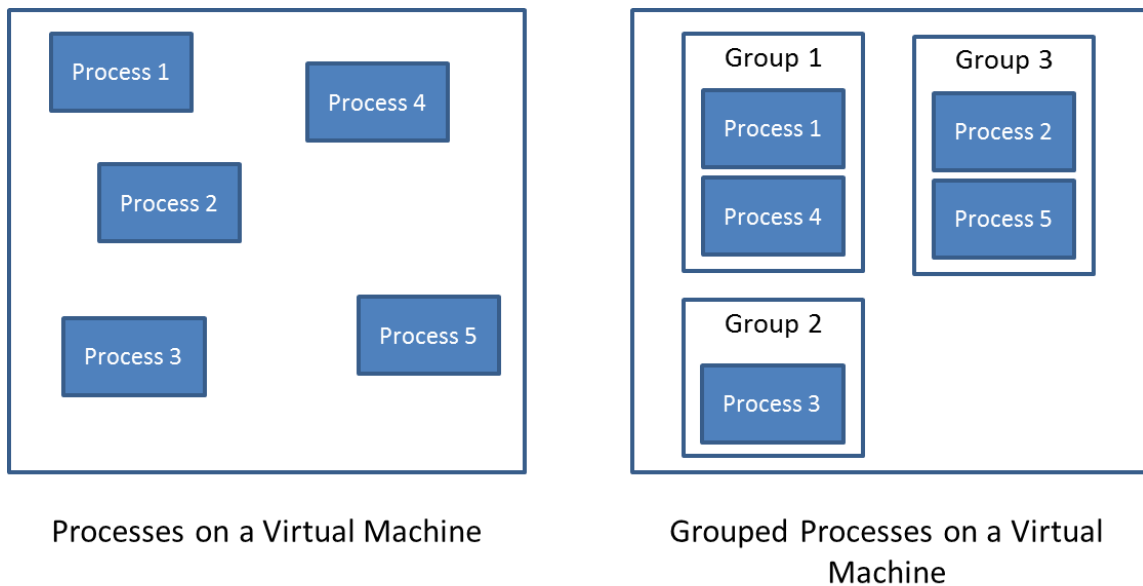 Process 1
Process 4
Process 2
Process 3
Process 5
Processes on a Virtual Machine
Group 1
Process 1
Process 4
Group 3
Process 2
Process 5
Group 2
Process 3
Grouped Processes on a Virtual
Machine